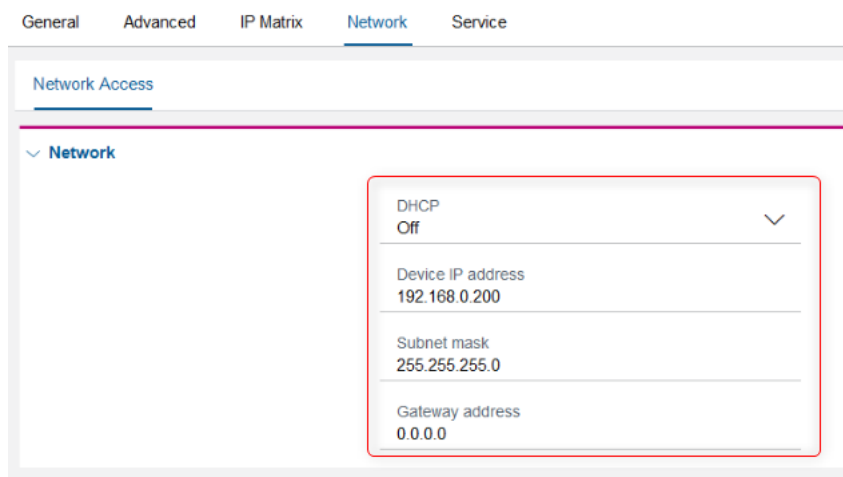 General Advanced IP Matrix Network Service
Network Access
Network
DHCP
Off
Device IP address
192.168.0.200
Subnet mask
255.255.255.0
Gateway address
0.0.0.0